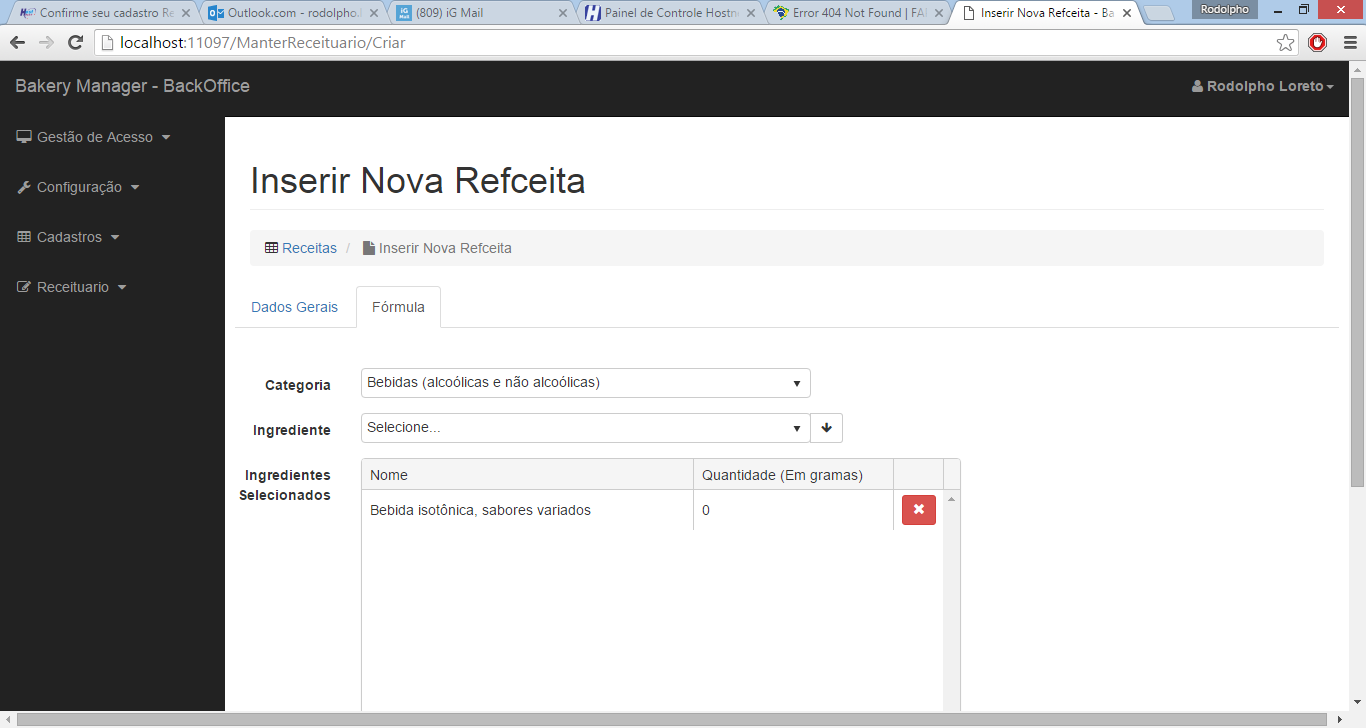 Confirme seu cadastro Re
Outlook.com - rodolpho.l
(809) iG Mail
Painel de Controle Hostn
Error 404 Not Found | FA
Inserir Nova Refceita - Ba
Rodolpho
localhost:11097/ManterReceituario/Criar
Bakery Manager - BackOffice
Rodolpho Loreto
Gestão de Acesso
Configuração
Cadastros
Receituario
Inserir Nova Refceita
Receitas / Inserir Nova Refceita
Dados Gerais
Fórmula
Categoria
Bebidas (alcoólicas e não alcoólicas)
Ingrediente
Selecione...
Ingredientes
Selecionados
Nome
Quantidade (Em gramas)
Bebida isotônica, sabores variados
0